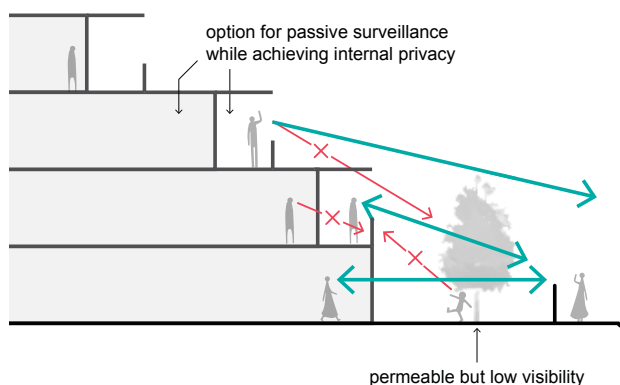 option for passive surveillance
while achieving internal privacy
permeable but low visibility